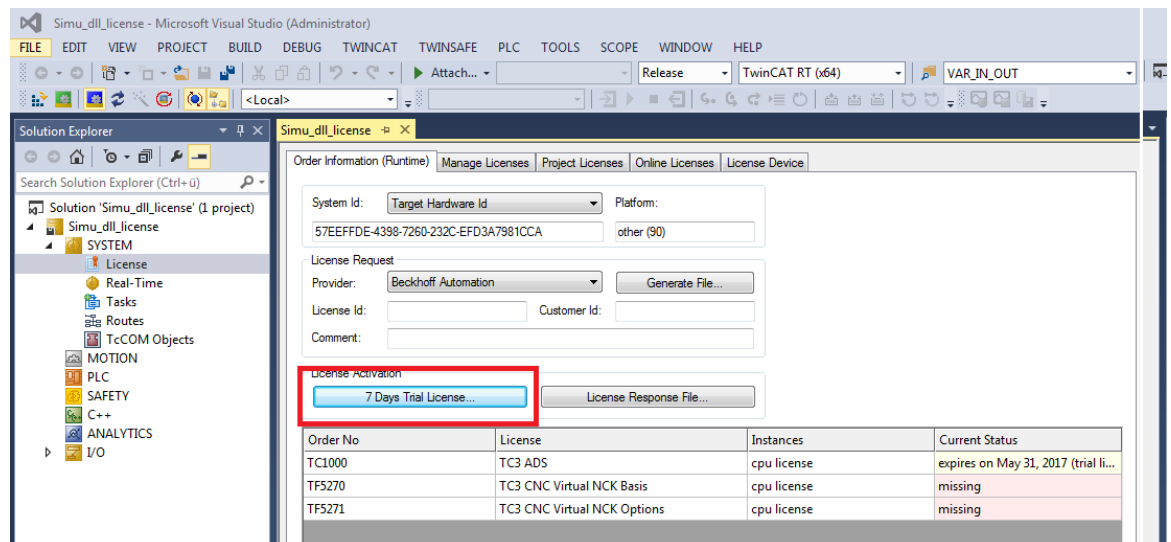 Simu_dll_license - Microsoft Visual Studio (Administrator)
FILE EDIT VIEW PROJECT BUILD DEBUG TWINCAT TWINSAFE PLC TOOLS SCOPE WINDOW HELP
Attach... Release TwinCAT RT (x64) VAR_IN_OUT
<Local>
Solution Explorer
Search Solution Explorer (Ctrl+ü)
Solution 'Simu_dll_license' (1 project)
Simu_dll_license
SYSTEM
License
Real-Time
Tasks
Routes
TcCOM Objects
MOTION
PLC
SAFETY
C++
ANALYTICS
I/O
Simu_dll_license
Order Information (Runtime) Manage Licenses Project Licenses Online Licenses License Device
System Id: Target Hardware Id Platform:
57EEFFDE-4398-7260-232C-EFD3A7981CCA other (90)
License Request
Provider: Beckhoff Automation Generate File...
License Id: Customer Id:
Comment:
License Activation
7 Days Trial License... License Response File...
Order No License Instances Current Status
TC1000 TC3 ADS cpu license expires on May 31, 2017 (trial li...
TF5270 TC3 CNC Virtual NCK Basis cpu license missing
TF5271 TC3 CNC Virtual NCK Options cpu license missing